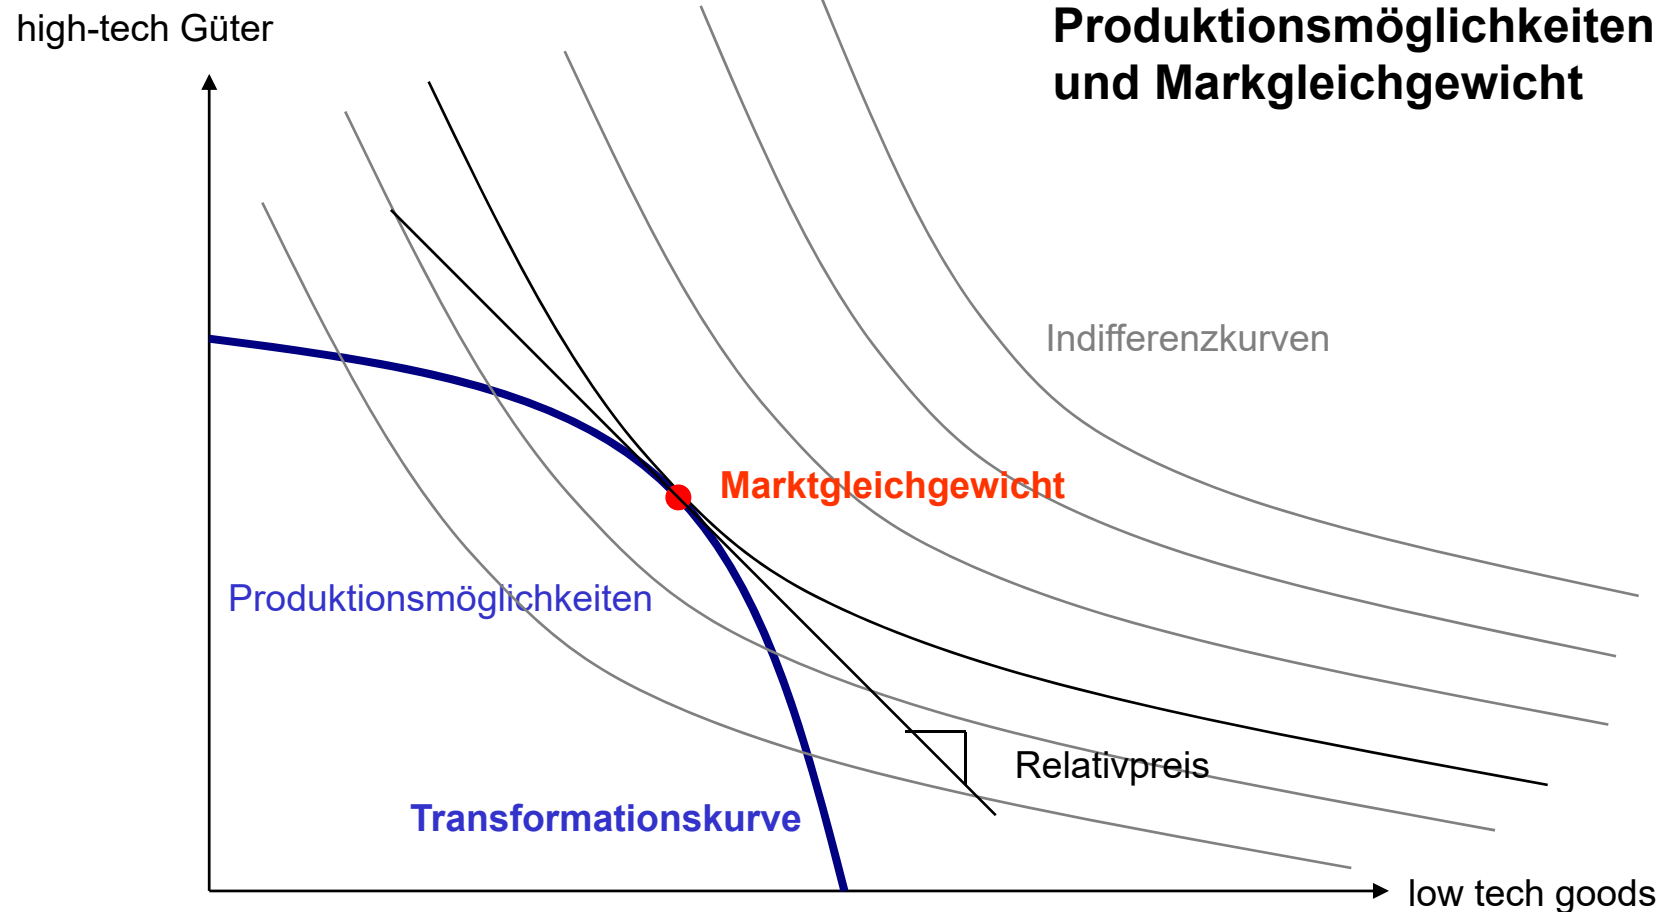 high-tech Güter
Produktionsmöglichkeiten
und Markgleichgewicht
Indifferenzkurven
Marktgleichgewicht
Produktionsmöglichkeiten
Relativpreis
Transformationskurve
low tech goods